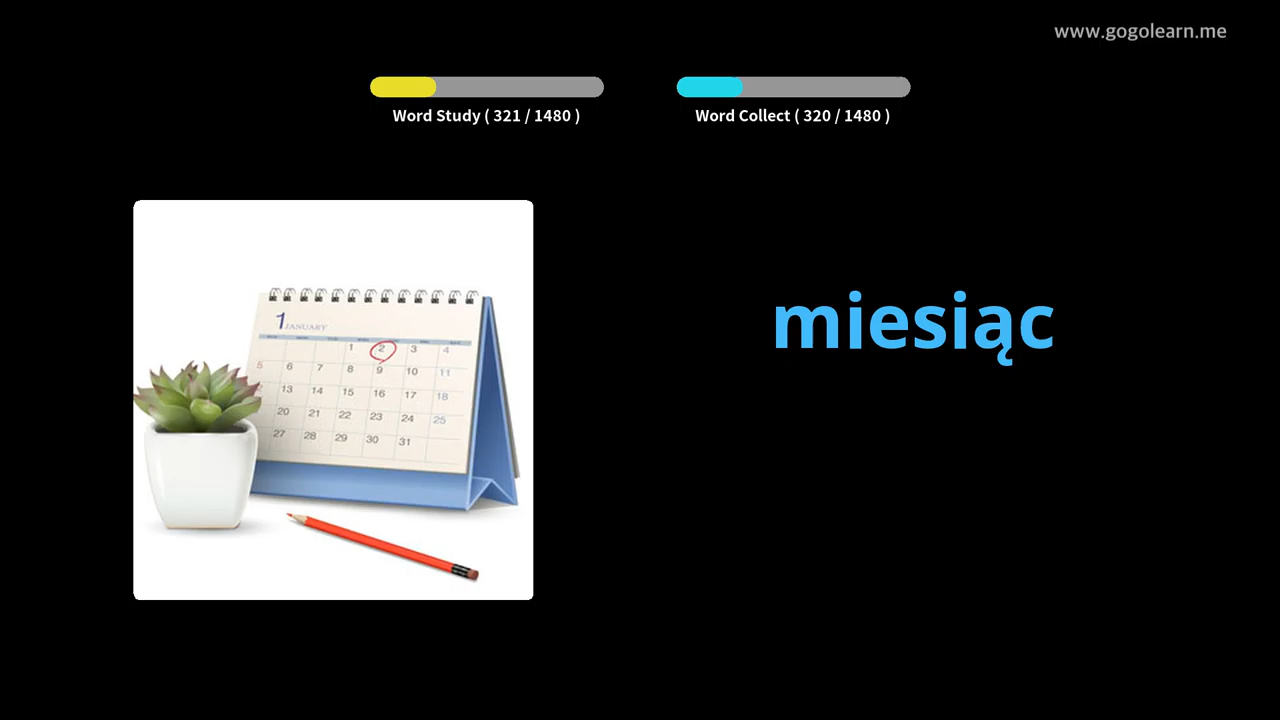 www.gogolearn.me
Word Study ( 321 / 1480 )
Word Collect ( 320 / 1480 )
miesiąc
1 JANUARY
1 2 3 4
5 6 7 8 9 10 11
13 14 15 16 17 18
20 21 22 23 24 25
27 28 29 30 31